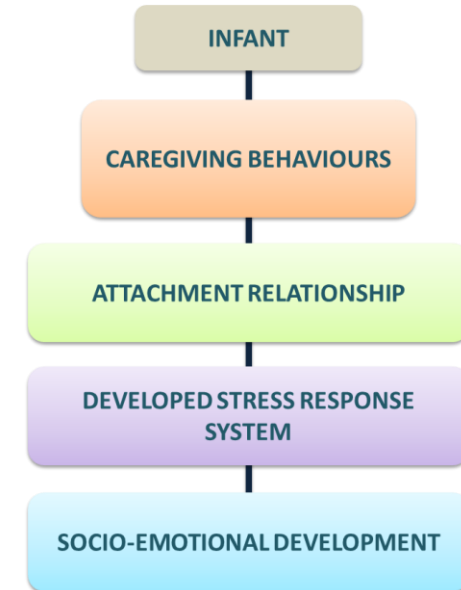 INFANT
CAREGIVING BEHAVIOURS
ATTACHMENT RELATIONSHIP
DEVELOPED STRESS RESPONSE
SYSTEM
SOCIO-EMOTIONAL DEVELOPMENT